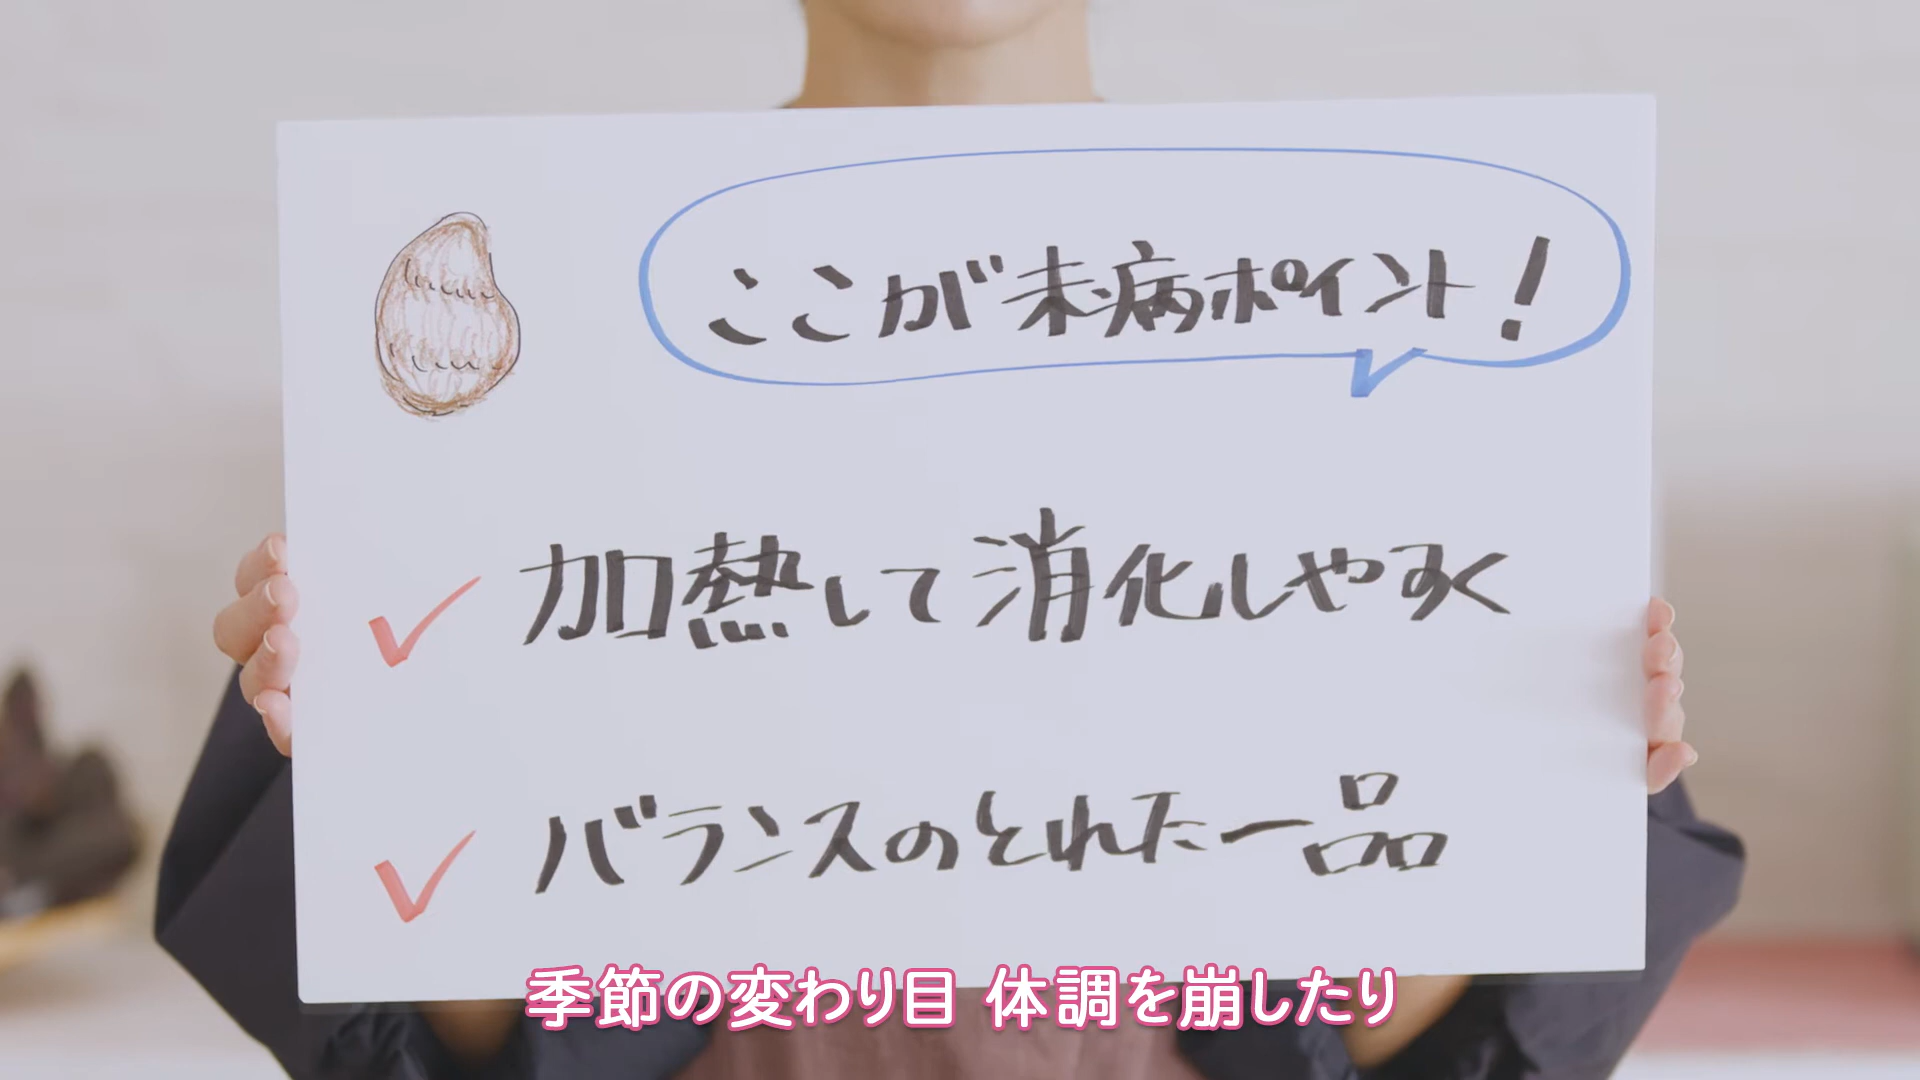 ここが未病ポイント!
加熱して消化しやすく
バランスのとれた一品
季節の変わり目 体調を崩したり